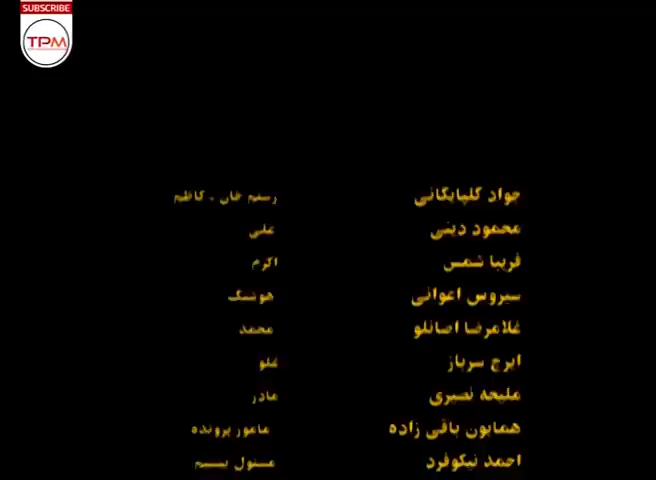 SUBSCRIBE
TPM
جواد گلپایگانی رستم خان - کاظم
محمود دینی علی
فریبا شمس اکرم
سیروس اعوانی هوشنگ
غلامرضا اصانلو محمد
ایرج سرباز غلو
ملیحه نصیری مادر
همایون باقی زاده مامور پرونده
احمد نیکوفرد